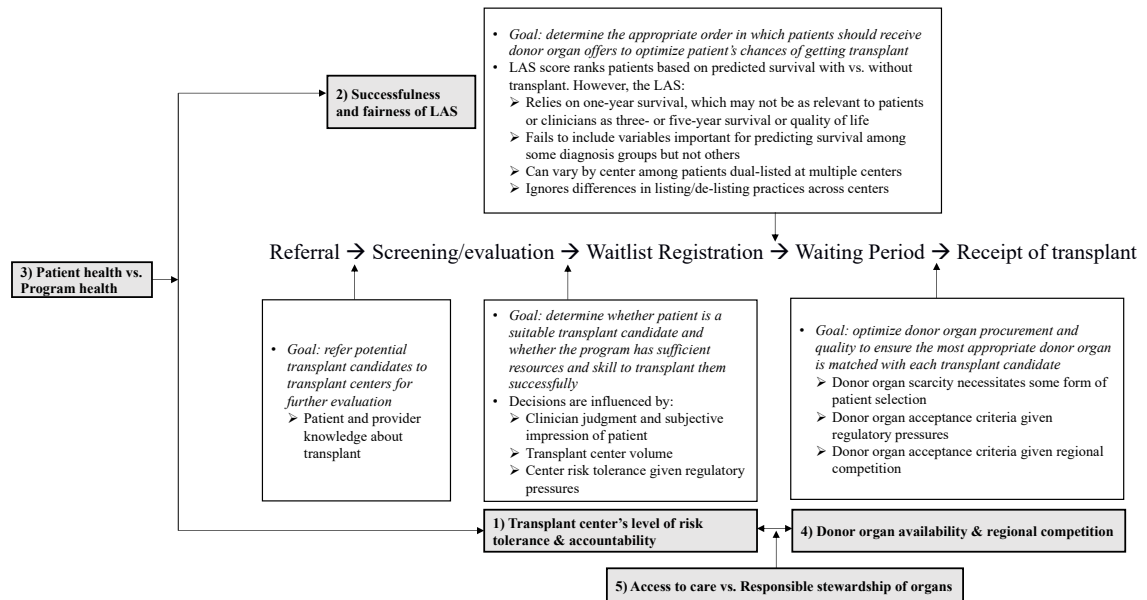 • Goal: determine the appropriate order in which patients should receive
donor organ offers to optimize patient's chances of getting transplant
• LAS score ranks patients based on predicted survival with vs. without
transplant. However, the LAS:
➢ Relies on one-year survival, which may not be as relevant to patients
or clinicians as three- or five-year survival or quality of life
➢ Fails to include variables important for predicting survival among
some diagnosis groups but not others
➢ Can vary by center among patients dual-listed at multiple centers
➢ Ignores differences in listing/de-listing practices across centers
2) Successfulness
and fairness of LAS
Referral → Screening/evaluation → Waitlist Registration → Waiting Period → Receipt of transplant
3) Patient health vs.
Program health
• Goal: refer potential
transplant candidates to
transplant centers for
further evaluation
➢ Patient and provider
knowledge about
transplant
• Goal: determine whether patient is a
suitable transplant candidate and
whether the program has sufficient
resources and skill to transplant them
successfully
• Decisions are influenced by:
➢ Clinician judgment and subjective
impression of patient
➢ Transplant center volume
➢ Center risk tolerance given regulatory
pressures
• Goal: optimize donor organ procurement and
quality to ensure the most appropriate donor organ
is matched with each transplant candidate
➢ Donor organ scarcity necessitates some form of
patient selection
➢ Donor organ acceptance criteria given
regulatory pressures
➢ Donor organ acceptance criteria given regional
competition
1) Transplant center's level of risk
tolerance & accountability
4) Donor organ availability & regional competition
5) Access to care vs. Responsible stewardship of organs